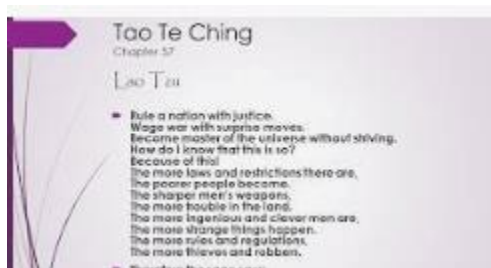 Tao Te Ching
Chapter 57
Lao Tzu
Rule a nation with justice.
Wage war with surprise moves.
Become master of the universe without striving.
How do I know that this is so?
Because of this!
The more laws and restrictions there are,
The poorer people become.
The sharper men's weapons,
The more trouble in the land.
The more ingenious and clever men are,
The more strange things happen.
The more rules and regulations,
The more thieves and robbers.